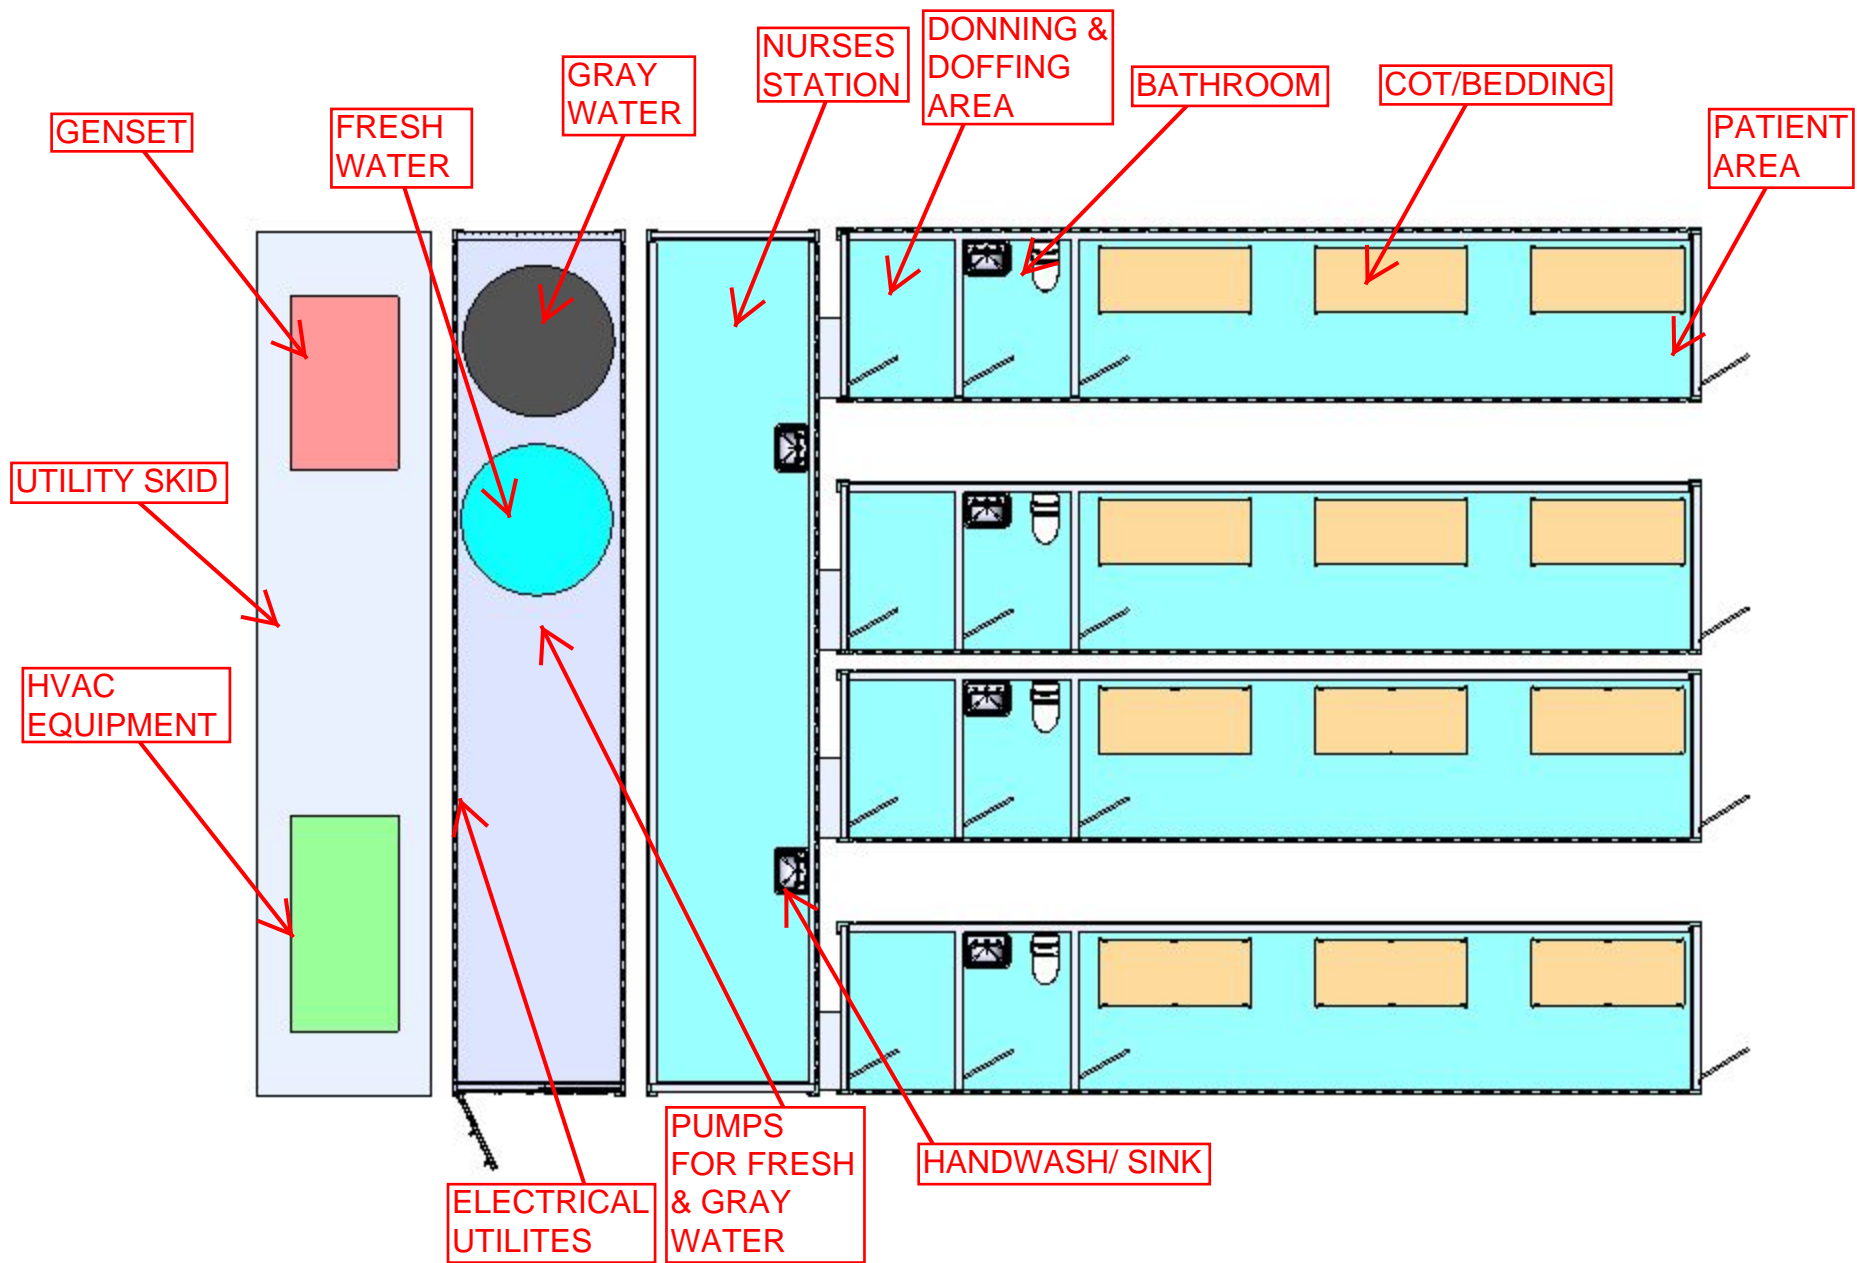 NURSES
STATION
DONNING &
DOFFING
AREA
GRAY
WATER
BATHROOM
COT/BEDDING
GENSET
FRESH
WATER
PATIENT
AREA
UTILITY SKID
HVAC
EQUIPMENT
ELECTRICAL
UTILITES
PUMPS
FOR FRESH
& GRAY
WATER
HANDWASH/ SINK